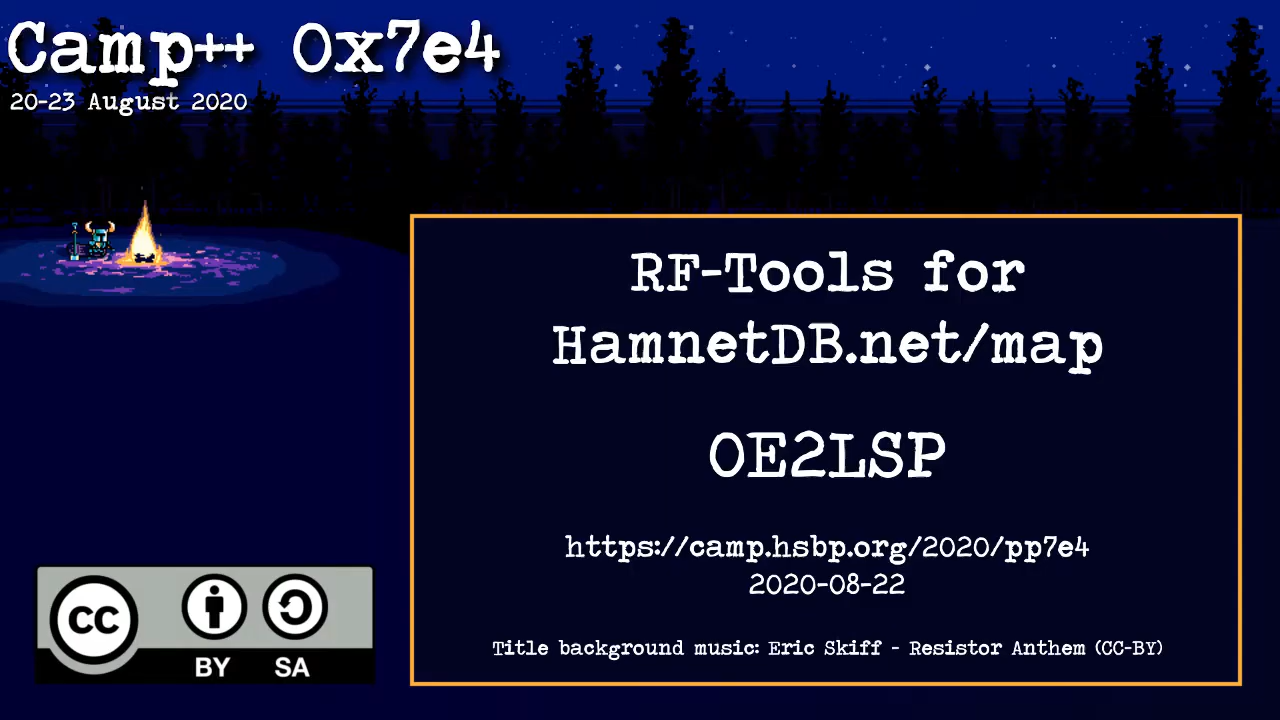 Camp++ 0x7e4
20-23 August 2020
RF-Tools for
HamnetDB.net/map
OE2LSP
https://camp.hsbp.org/2020/pp7e4
2020-08-22
Title background music: Eric Skiff - Resistor Anthem (CC-BY)
CC
BY SA